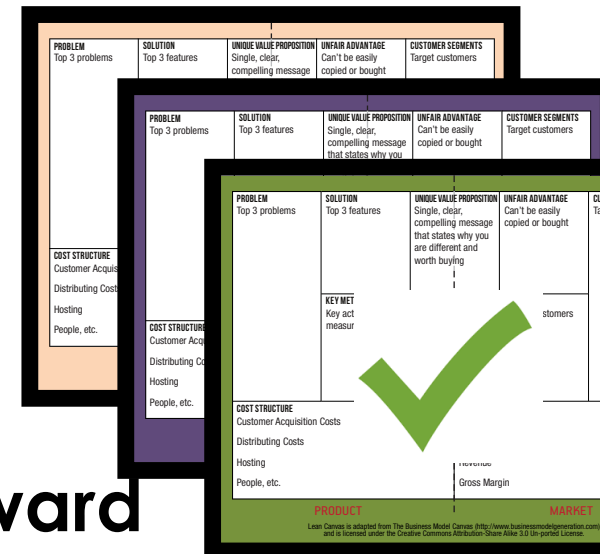 PROBLEM
Top 3 problems
SOLUTION
Top 3 features
UNIQUE VALUE PROPOSITION
Single, clear,
compelling message
UNFAIR ADVANTAGE
Can't be easily
copied or bought
CUSTOMER SEGMENTS
Target customers
COST STRUCTURE
Customer Acquis
Distributing Cost
Hosting
People, etc.
PROBLEM
Top 3 problems
SOLUTION
Top 3 features
UNIQUE VALUE PROPOSITION
Single, clear,
compelling message
that states why you
UNFAIR ADVANTAGE
Can't be easily
copied or bought
CUSTOMER SEGMENTS
Target customers
COST STRUCTURE
Customer Acqu
Distributing Co
Hosting
People, etc.
PROBLEM
Top 3 problems
SOLUTION
Top 3 features
UNIQUE VALUE PROPOSITION
Single, clear,
compelling message
that states why you
are different and
worth buying
UNFAIR ADVANTAGE
Can't be easily
copied or bought
KEY MET
Key act
measur
stomers
COST STRUCTURE
Customer Acquisition Costs
Distributing Costs
Hosting
People, etc.
Revenue
Gross Margin
PRODUCT
MARKET
Lean Canvas is adapted from The Business Model Canvas (http://www.businessmodelgeneration.com)
and is licensed under the Creative Commons Attribution-Share Alike 3.0 Un-ported License.
ward